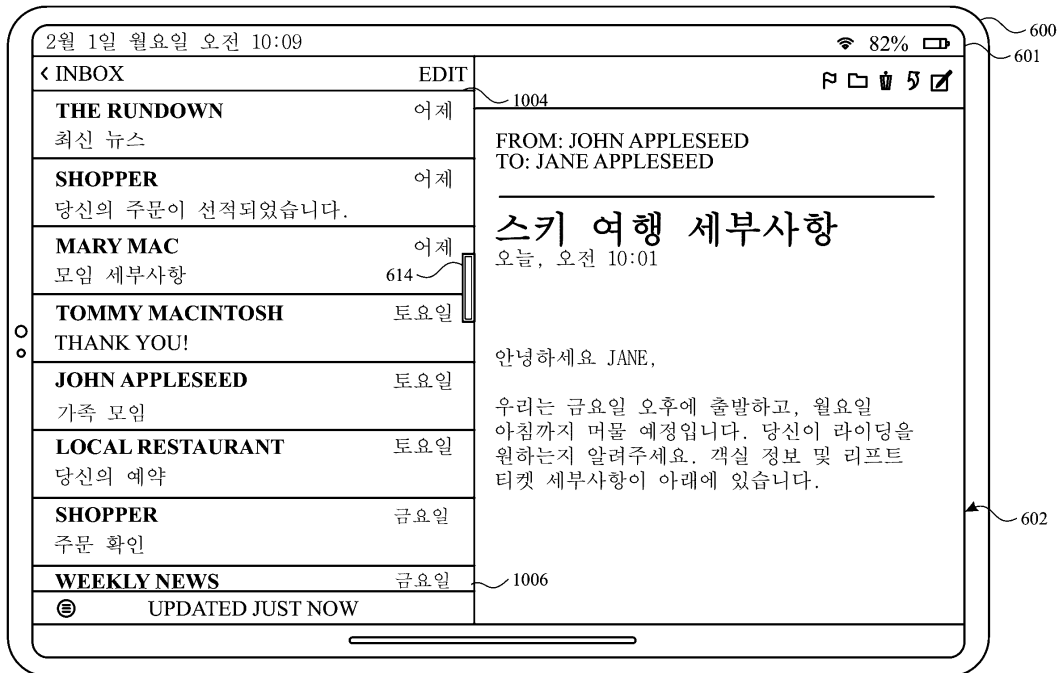 2월 1일 월요일 오전 10:09
82%
600
601
< INBOX
EDIT
1004
THE RUNDOWN
어제
최신 뉴스
SHOPPER
어제
당신의 주문이 선적되었습니다.
MARY MAC
어제
모임 세부사항
614
TOMMY MACINTOSH
토요일
THANK YOU!
JOHN APPLESEED
토요일
가족 모임
LOCAL RESTAURANT
토요일
당신의 예약
SHOPPER
금요일
주문 확인
WEEKLY NEWS
금요일
1006
UPDATED JUST NOW
FROM: JOHN APPLESEED
TO: JANE APPLESEED
스키 여행 세부사항
오늘, 오전 10:01
안녕하세요 JANE,
우리는 금요일 오후에 출발하고, 월요일
아침까지 머물 예정입니다. 당신이 라이딩을
원하는지 알려주세요. 객실 정보 및 리프트
티켓 세부사항이 아래에 있습니다.
602